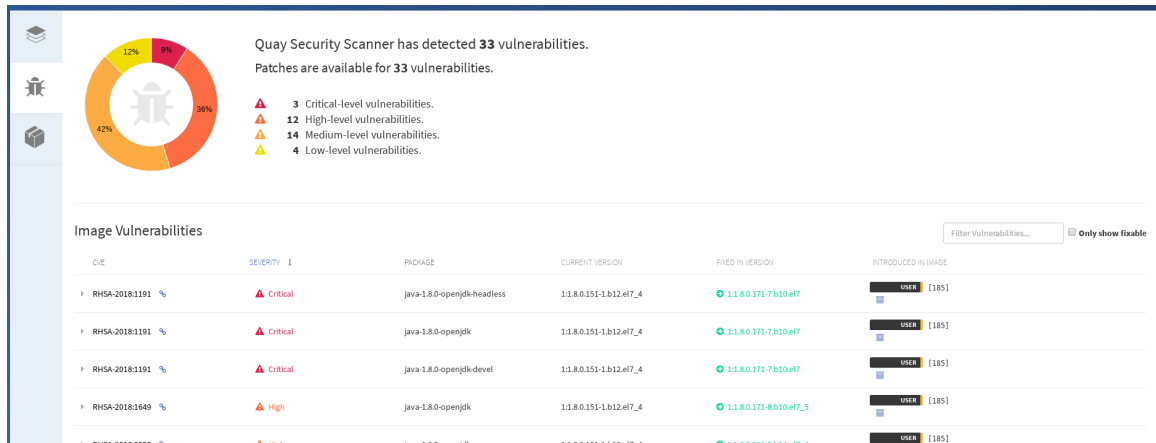 12%
9%
36%
42%
Quay Security Scanner has detected 33 vulnerabilities.
Patches are available for 33 vulnerabilities.
3 Critical-level vulnerabilities.
12 High-level vulnerabilities.
14 Medium-level vulnerabilities.
4 Low-level vulnerabilities.
Image Vulnerabilities
Filter Vulnerabilities...
Only show fixable
CVE SEVERITY ↓ PACKAGE CURRENT VERSION FIXED IN VERSION INTRODUCED IN IMAGE
RHSA-2018:1191 Critical java-1.8.0-openjdk-headless 1:1.8.0.151-1.b12.el7_4 1:1.8.0.171-7.b10.el7 USER [185]
RHSA-2018:1191 Critical java-1.8.0-openjdk 1:1.8.0.151-1.b12.el7_4 1:1.8.0.171-7.b10.el7 USER [185]
RHSA-2018:1191 Critical java-1.8.0-openjdk-devel 1:1.8.0.151-1.b12.el7_4 1:1.8.0.171-7.b10.el7 USER [185]
RHSA-2018:1649 High java-1.8.0-openjdk 1:1.8.0.151-1.b12.el7_4 1:1.8.0.171-8.b10.el7_5 USER [185]
USER [185]